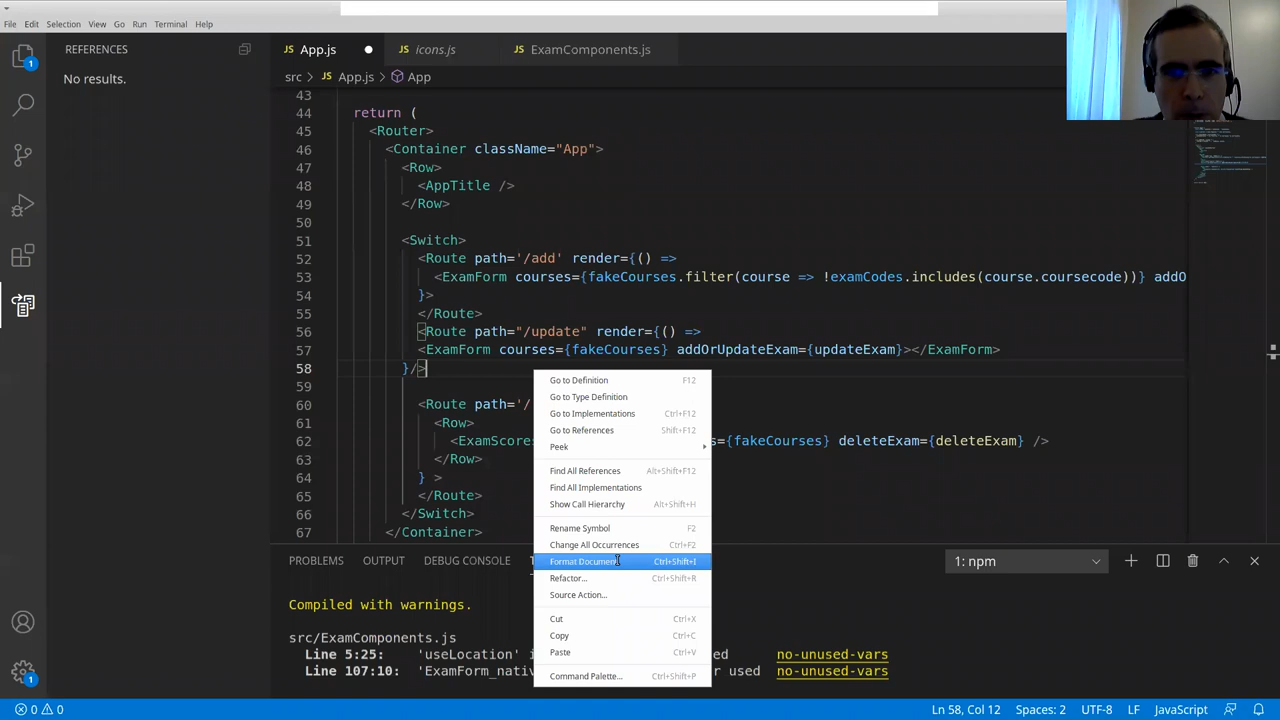 File Edit Selection View Go Run Terminal Help
REFERENCES
No results.
JS App.js
JS icons.js
JS ExamComponents.js
src > JS App.js > App
43
44 return (
45 <Router>
46 <Container className="App">
47 <Row>
48 <AppTitle />
49 </Row>
50
51 <Switch>
52 <Route path='/add' render={() =>
53 <ExamForm courses={fakeCourses.filter(course => !examCodes.includes(course.coursecode))} addO
54 }>
55 </Route>
56 <Route path="/update" render={() =>
57 <ExamForm courses={fakeCourses} addOrUpdateExam={updateExam}></ExamForm>
58 }/>
59
60 <Route path='/
61 <Row>
62 <ExamScores s={fakeCourses} deleteExam={deleteExam} />
63 </Row>
64 } >
65 </Route>
66 </Switch>
67 </Container>
Go to Definition F12
Go to Type Definition
Go to Implementations Ctrl+F12
Go to References Shift+F12
Peek
Find All References Alt+Shift+F12
Find All Implementations
Show Call Hierarchy Alt+Shift+H
Rename Symbol F2
Change All Occurrences Ctrl+F2
Format Document Ctrl+Shift+I
Refactor... Ctrl+Shift+R
Source Action...
Cut Ctrl+X
Copy Ctrl+C
Paste Ctrl+V
Command Palette... Ctrl+Shift+P
PROBLEMS OUTPUT DEBUG CONSOLE
1: npm
Compiled with warnings.
src/ExamComponents.js
Line 5:25: 'useLocation' i ed no-unused-vars
Line 107:10: 'ExamForm_nativ r used no-unused-vars
1
1
0 0
Ln 58, Col 12 Spaces: 2 UTF-8 LF JavaScript